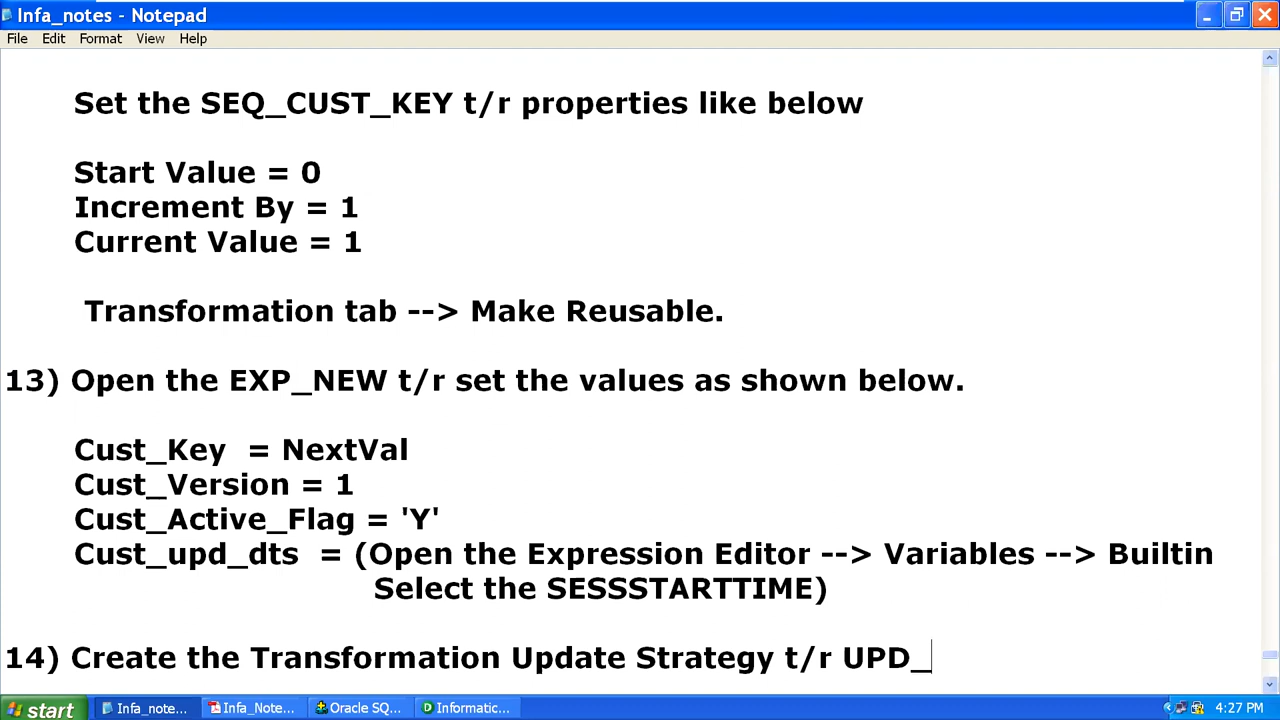 Infa_notes - Notepad
File Edit Format View Help
Set the SEQ_CUST_KEY t/r properties like below
Start Value = 0
Increment By = 1
Current Value = 1
Transformation tab --> Make Reusable.
13) Open the EXP_NEW t/r set the values as shown below.
Cust_Key = NextVal
Cust_Version = 1
Cust_Active_Flag = 'Y'
Cust_upd_dts = (Open the Expression Editor --> Variables --> Builtin
Select the SESSSTARTTIME)
14) Create the Transformation Update Strategy t/r UPD_
start Infa_note... Infa_Note... Oracle SQ... Informatic... 4:27 PM